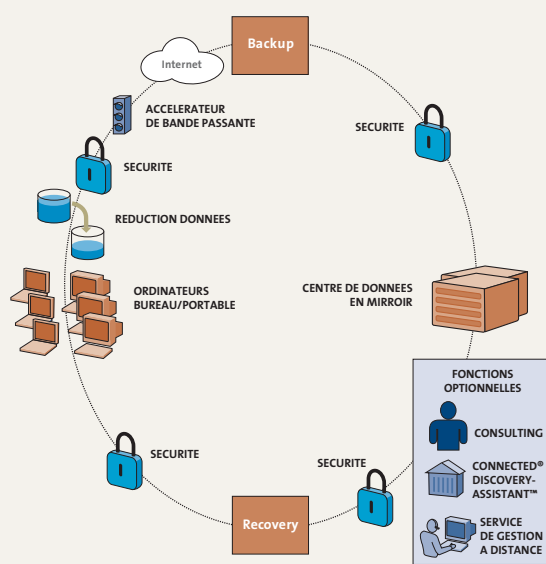 Backup
Internet
ACCELERATEUR
DE BANDE PASSANTE
SECURITE
SECURITE
REDUCTION DONNEES
ORDINATEURS
BUREAU/PORTABLE
CENTRE DE DONNEES
EN MIRROIR
FONCTIONS
OPTIONNELLES
CONSULTING
CONNECTED®
DISCOVERY-
ASSISTANT™
SERVICE
DE GESTION
A DISTANCE
SECURITE
SECURITE
Recovery